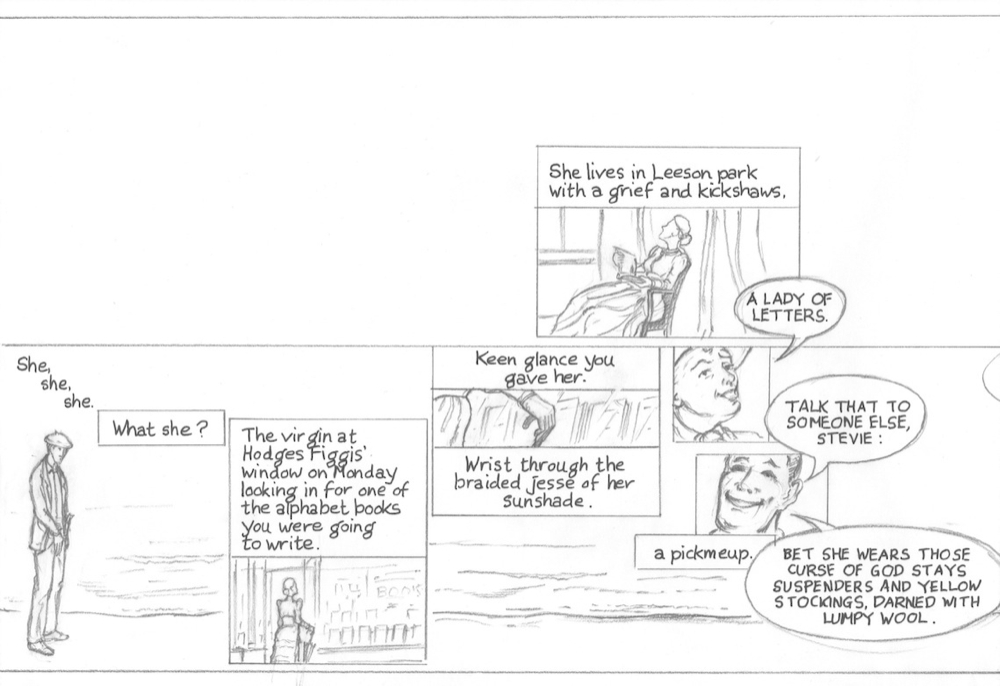 She,
she,
she.
What she?
The virgin at
Hodges Figgis'
window on Monday
looking in for one of
the alphabet books
you were going
to write.
BOOKS
Keen glance you
gave her.
Wrist through the
braided jesse of her
sunshade.
She lives in Leeson park
with a grief and kickshaws,
A LADY OF
LETTERS.
TALK THAT TO
SOMEONE ELSE,
STEVIE:
a pickmeup.
BET SHE WEARS THOSE
CURSE OF GOD STAYS
SUSPENDERS AND YELLOW
STOCKINGS, DARNED WITH
LUMPY WOOL.